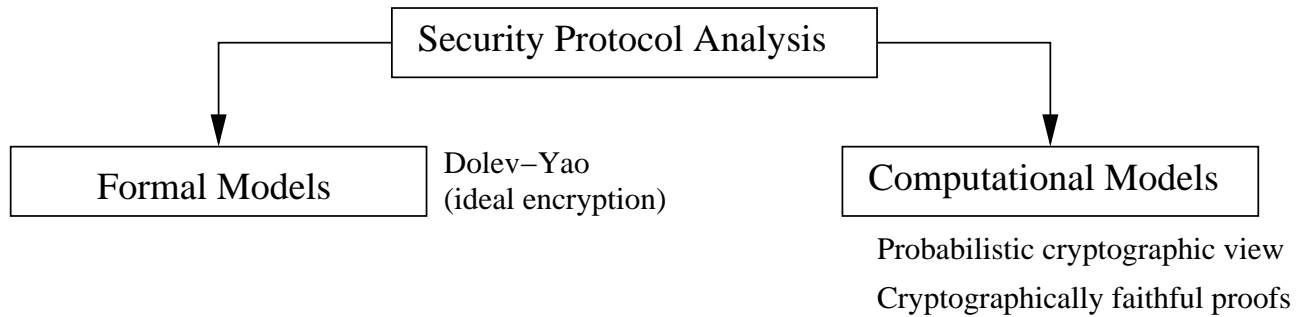 Security Protocol Analysis
Formal Models
Dolev−Yao
(ideal encryption)
Computational Models
Probabilistic cryptographic view
Cryptographically faithful proofs